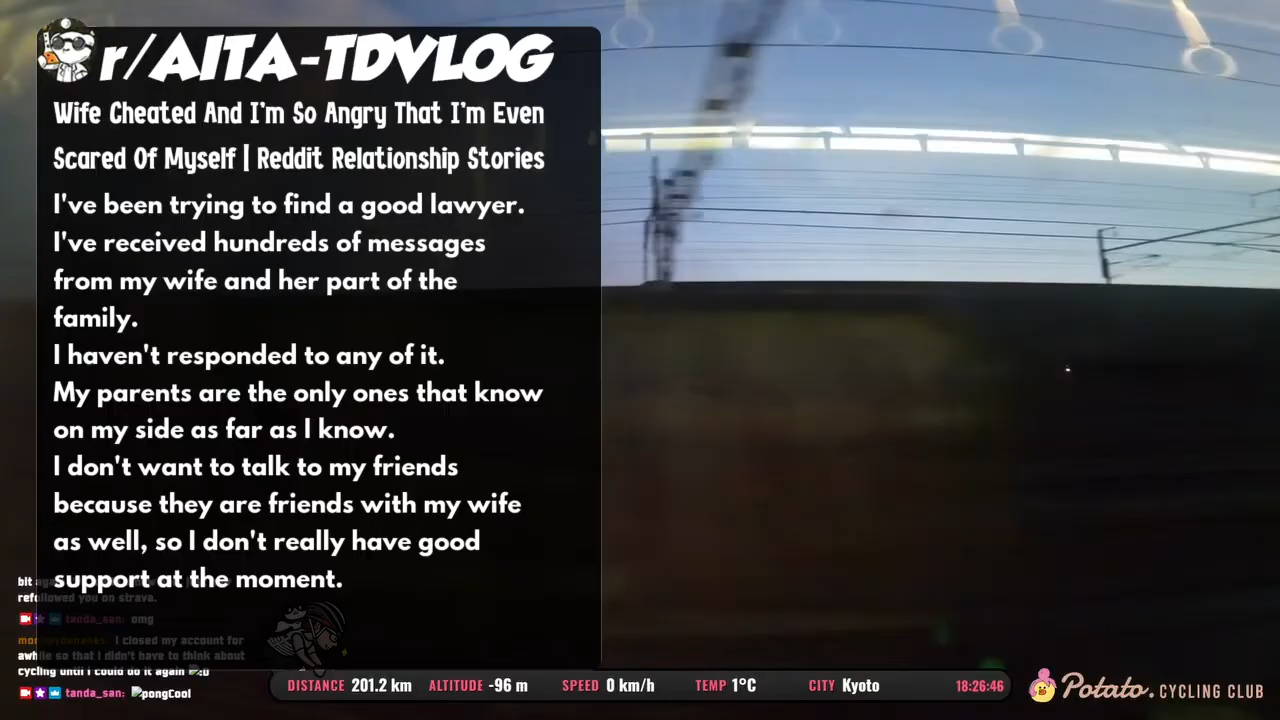 r/AITA-TDVLOG
Wife Cheated And I'm So Angry That I'm Even
Scared Of Myself | Reddit Relationship Stories
I've been trying to find a good lawyer.
I've received hundreds of messages
from my wife and her part of the
family.
I haven't responded to any of it.
My parents are the only ones that know
on my side as far as I know.
I don't want to talk to my friends
because they are friends with my wife
as well, so I don't really have good
support at the moment.
bit
refollowed you on strava.
tanda_san: omg
I closed my account for
awhile so that I didn't have to think about
cycling until I could do it again
tanda_san: pongCool
DISTANCE 201.2 km ALTITUDE -96 m SPEED 0 km/h TEMP 1°C CITY Kyoto 18:26:46
Potato. CYCLING CLUB